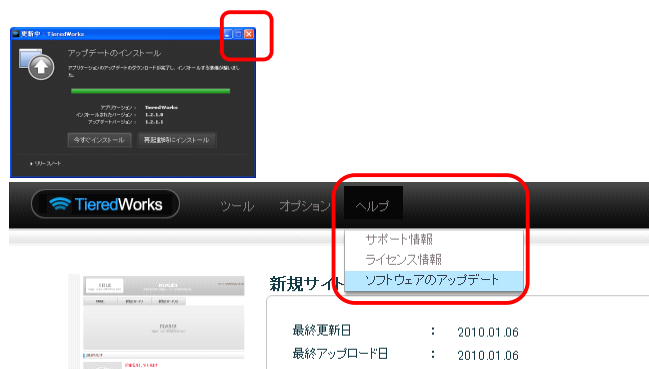 更新中 : TieredWorks
アップデートのインストール
アプリケーションのアップデートのダウンロードが完了し、インストールする準備が整いました。
アプリケーション : TieredWorks
インストールされたバージョン : 1.2.1.0
アップデートバージョン : 1.2.1.1
今すぐインストール 再起動時にインストール
リリースノート
TieredWorks ツール オプション ヘルプ
サポート情報
ライセンス情報
ソフトウェアのアップデート
新規サイト
最終更新日 : 2010.01.06
最終アップロード日 : 2010.01.06